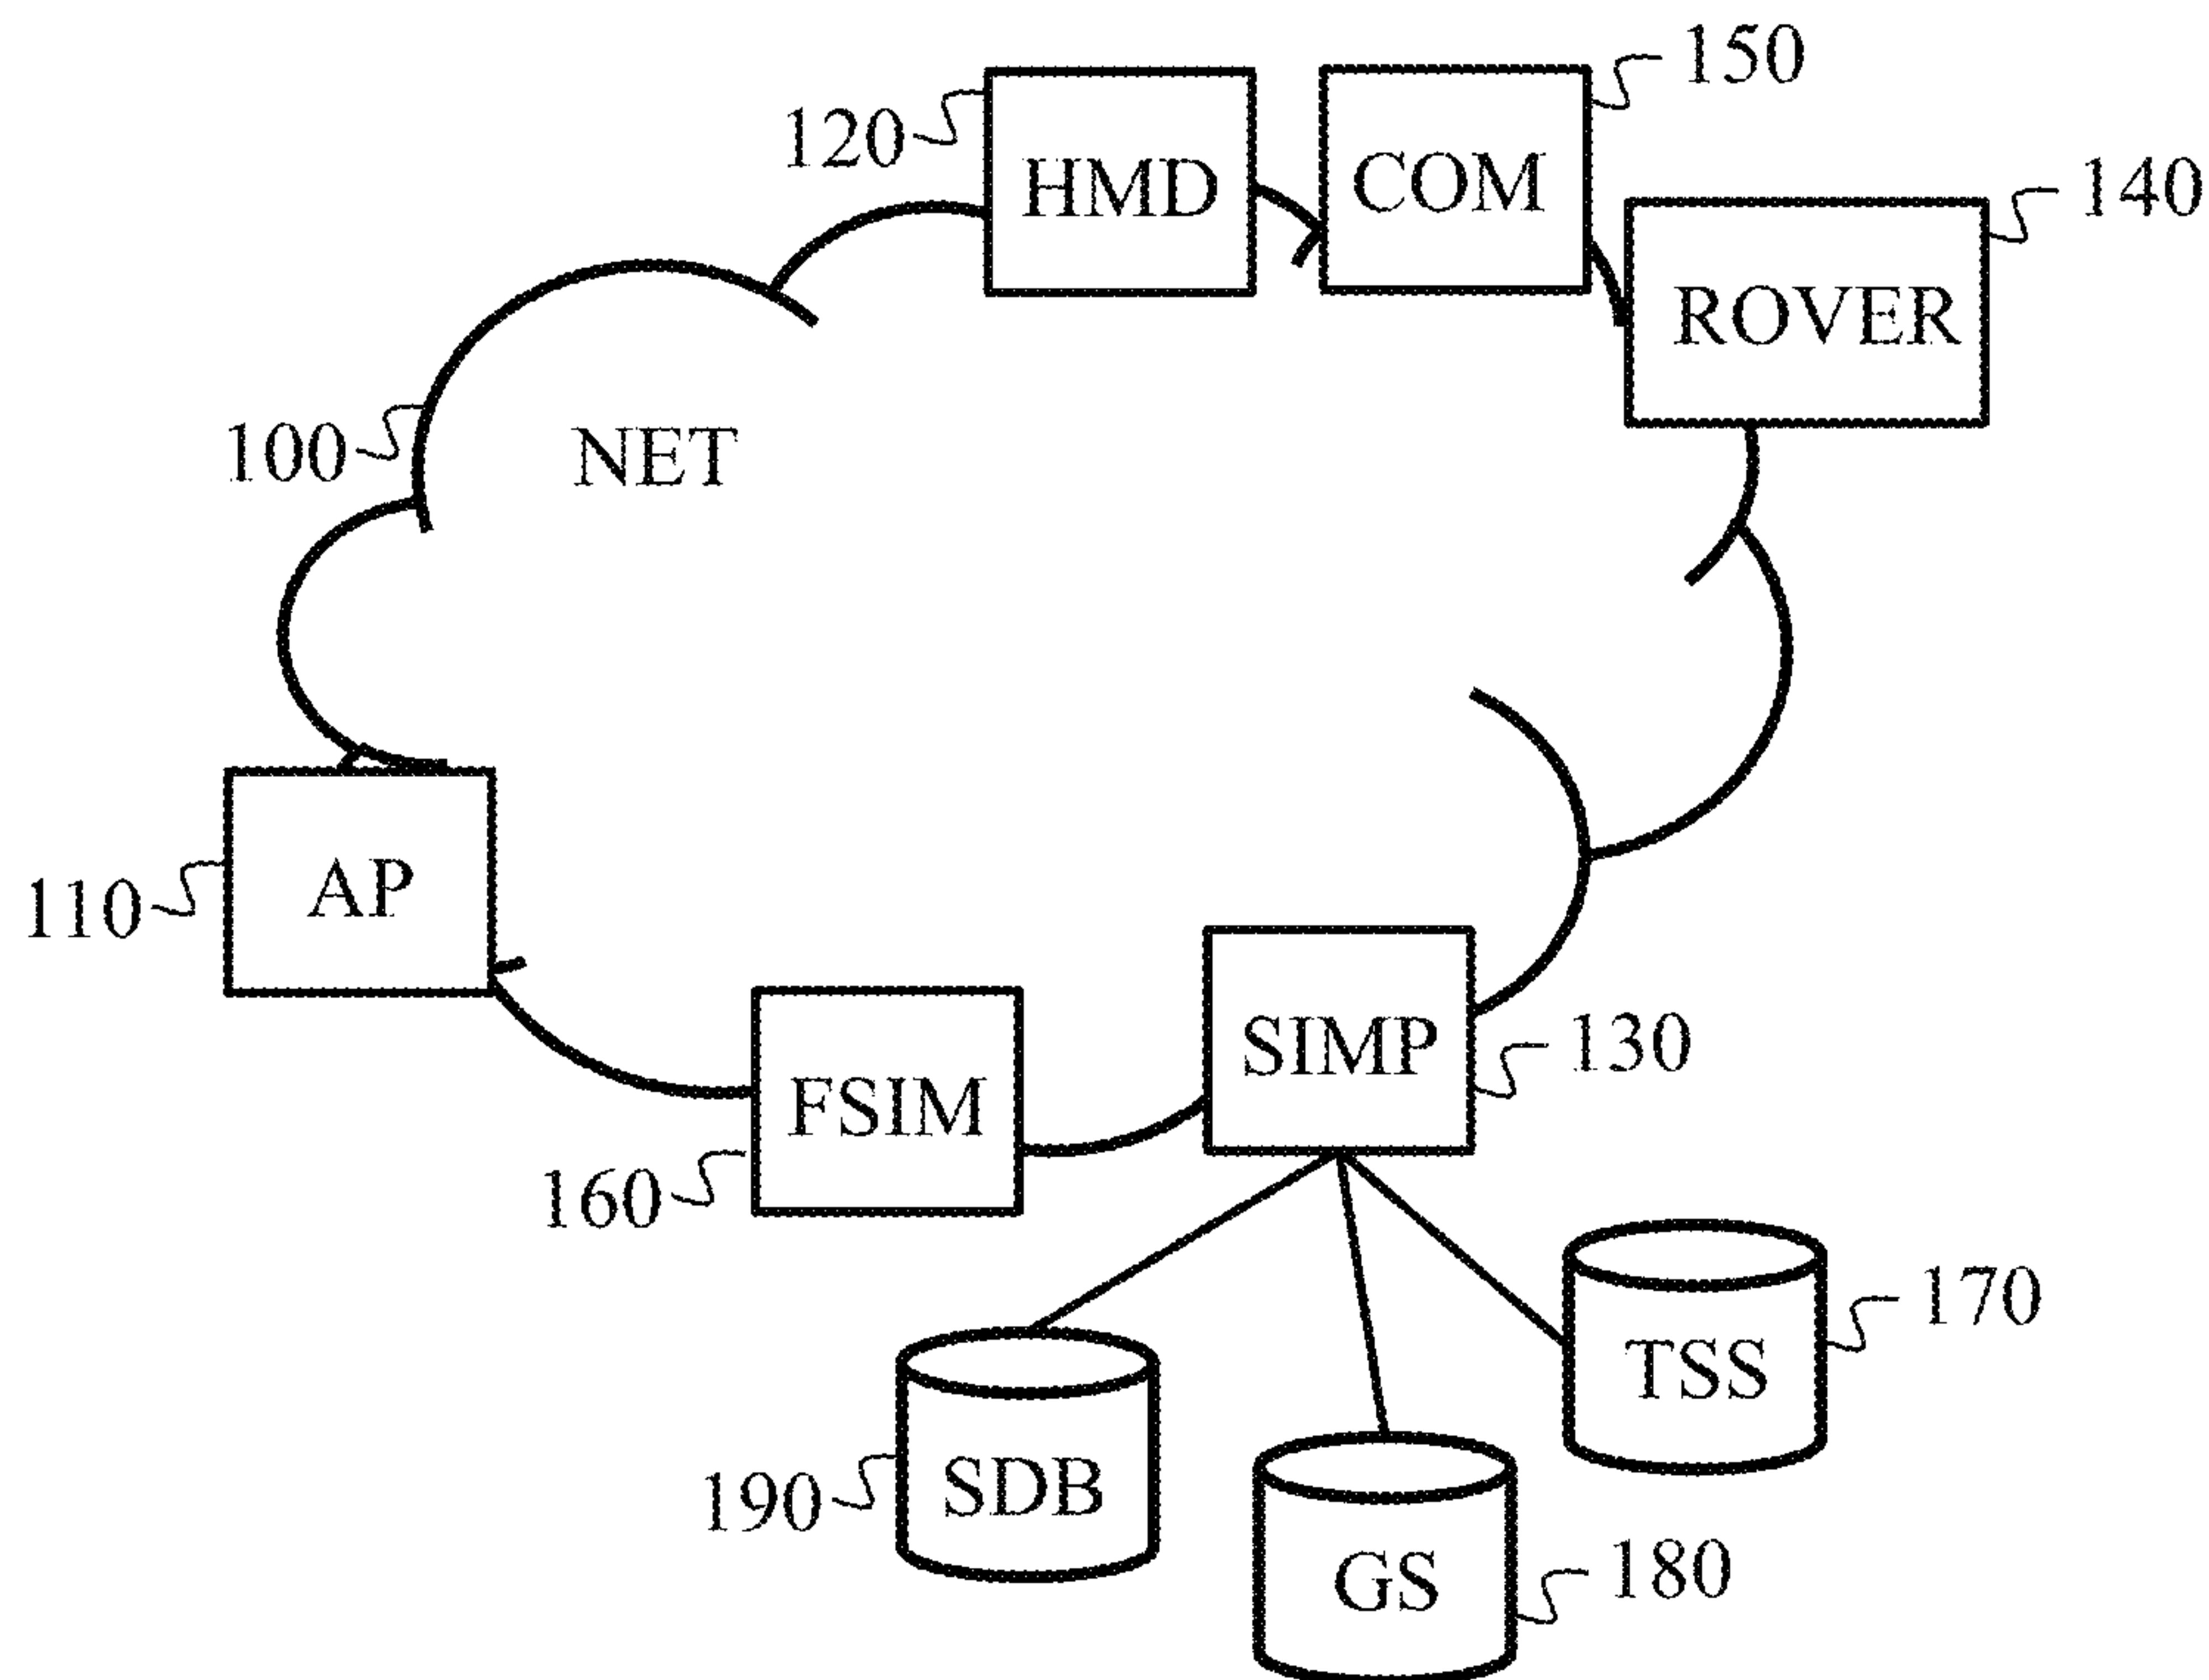 150
120
HMD
COM
140
ROVER
100
NET
110
AP
SIMP
130
FSIM
160
170
TSS
190
SDB
GS
180